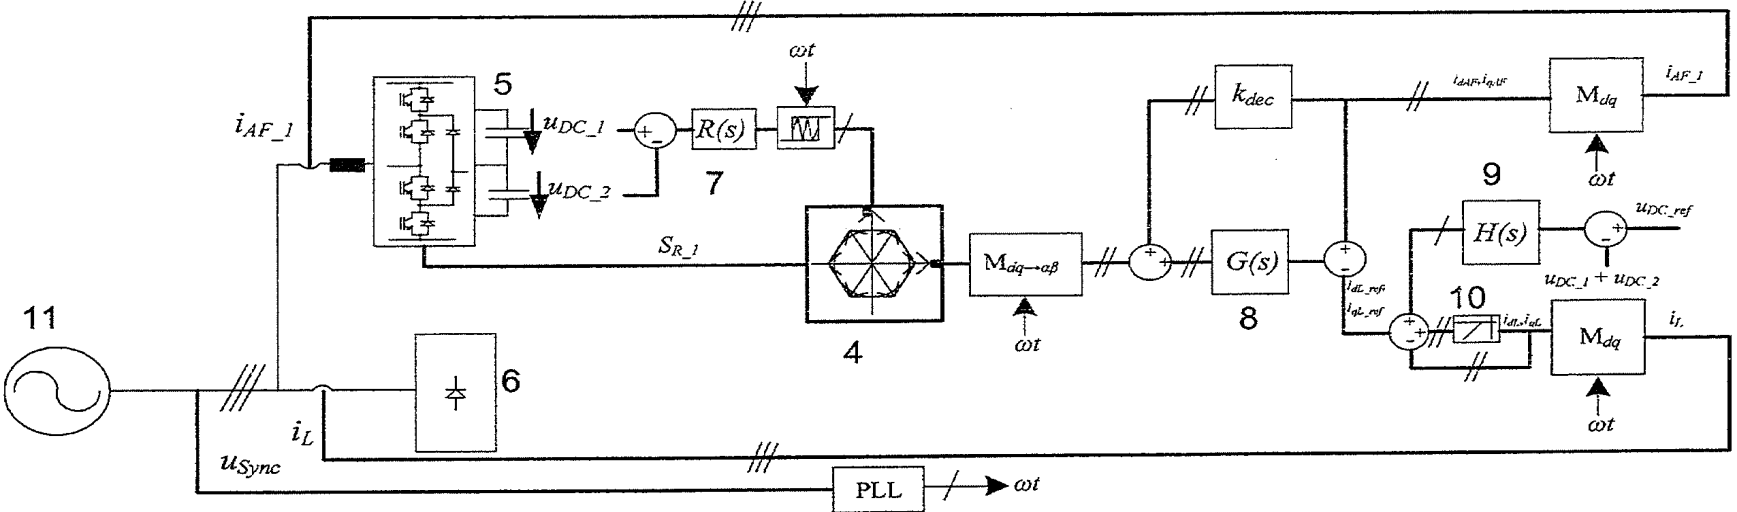 ωt
5
k_dec
i_dAF,i_qAF
M_dq
i_AF_1
i_AF_1
u_DC_1
+
-
R(s)
ωt
u_DC_2
7
9
u_DC_ref
H(s)
+
-
S_R_1
M_dq→αβ
+
+
G(s)
+
-
u_DC_1 + u_DC_2
i_dL_ref,
i_qL_ref
10
11
8
+
+
-
i_dL,i_qL
M_dq
i_L
4
ωt
6
ωt
i_L
u_Sync
PLL
ωt